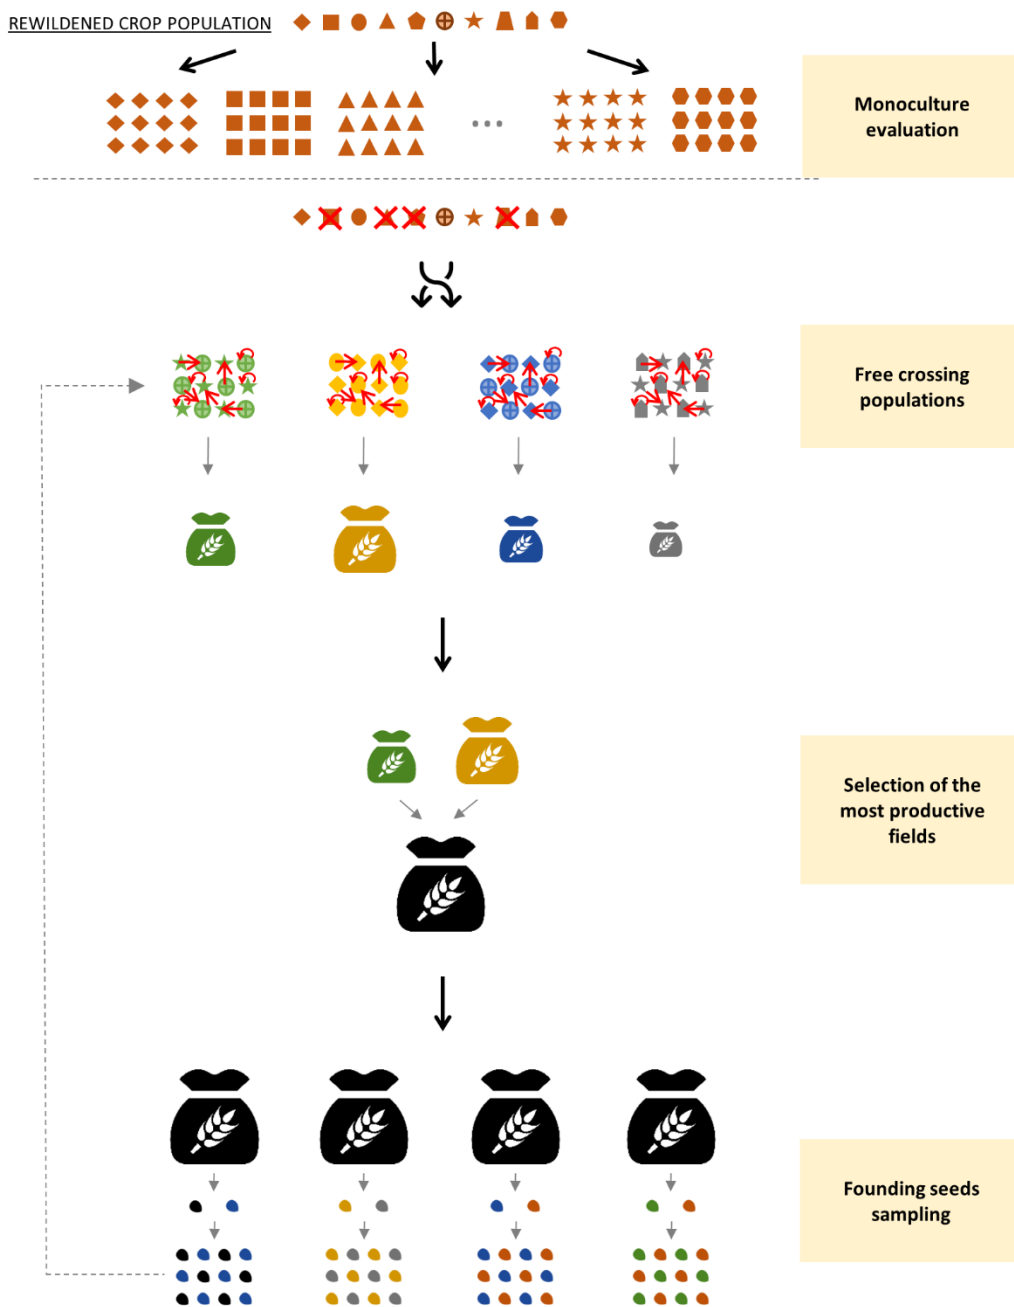 REWILDENED CROP POPULATION
Monoculture
evaluation
...
Free crossing
populations
Selection of the
most productive
fields
Founding seeds
sampling